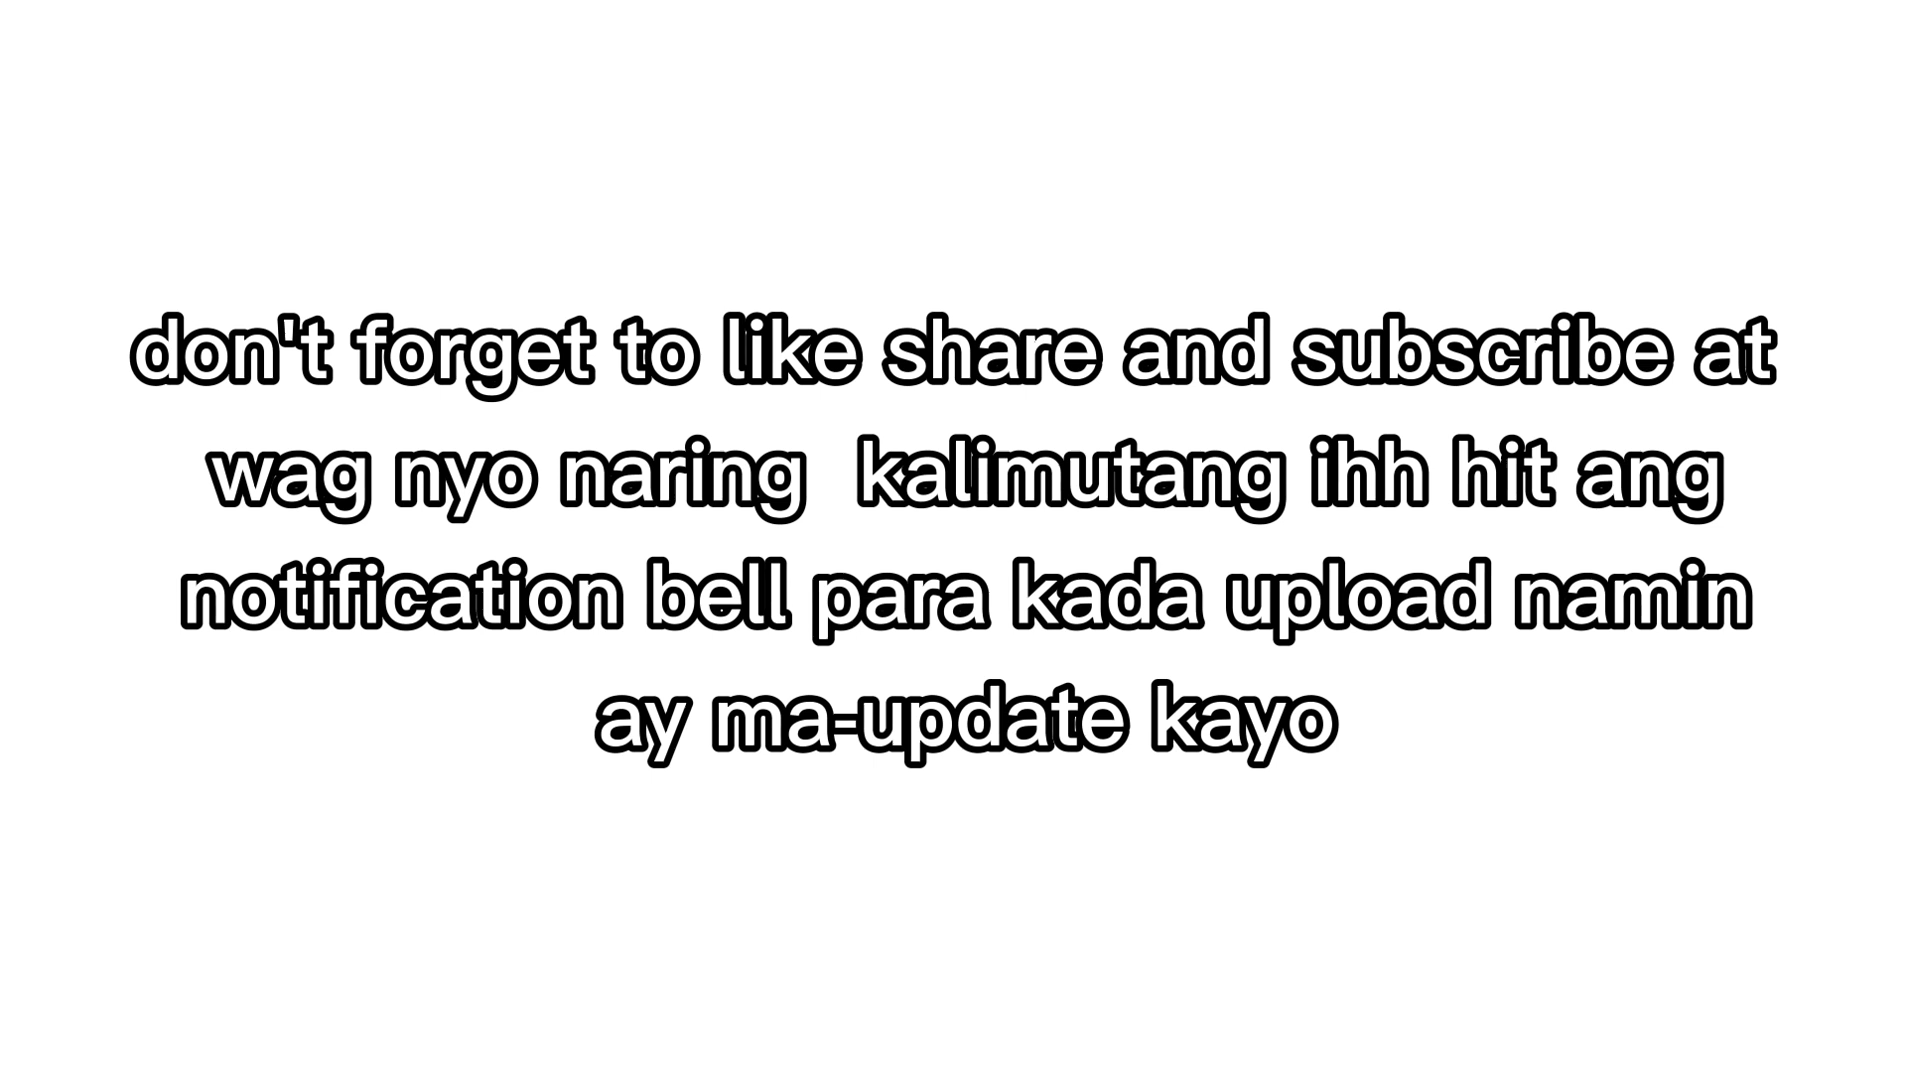 don't forget to like share and subscribe at
wag nyo naring  kalimutang ihh hit ang
notification bell para kada upload namin
ay ma-update kayo